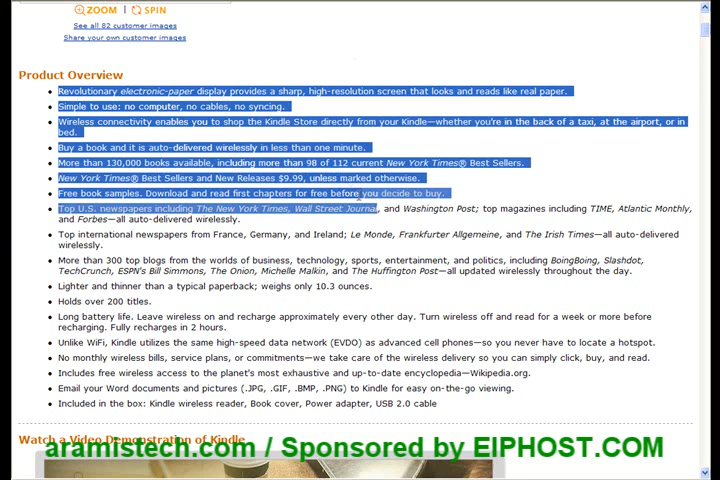 ZOOM | SPIN
See all 82 customer images
Share your own customer images
Product Overview
• Revolutionary electronic-paper display provides a sharp, high-resolution screen that looks and reads like real paper.
• Simple to use: no computer, no cables, no syncing.
• Wireless connectivity enables you to shop the Kindle Store directly from your Kindle—whether you're in the back of a taxi, at the airport, or in
bed.
• Buy a book and it is auto-delivered wirelessly in less than one minute.
• More than 130,000 books available, including more than 98 of 112 current New York Times® Best Sellers.
• New York Times® Best Sellers and New Releases $9.99, unless marked otherwise.
• Free book samples. Download and read first chapters for free before you decide to buy.
• Top U.S. newspapers including The New York Times, Wall Street Journal, and Washington Post; top magazines including TIME, Atlantic Monthly,
and Forbes—all auto-delivered wirelessly.
• Top international newspapers from France, Germany, and Ireland; Le Monde, Frankfurter Allgemeine, and The Irish Times—all auto-delivered
wirelessly.
• More than 300 top blogs from the worlds of business, technology, sports, entertainment, and politics, including BoingBoing, Slashdot,
TechCrunch, ESPN's Bill Simmons, The Onion, Michelle Malkin, and The Huffington Post—all updated wirelessly throughout the day.
• Lighter and thinner than a typical paperback; weighs only 10.3 ounces.
• Holds over 200 titles.
• Long battery life. Leave wireless on and recharge approximately every other day. Turn wireless off and read for a week or more before
recharging. Fully recharges in 2 hours.
• Unlike WiFi, Kindle utilizes the same high-speed data network (EVDO) as advanced cell phones—so you never have to locate a hotspot.
• No monthly wireless bills, service plans, or commitments—we take care of the wireless delivery so you can simply click, buy, and read.
• Includes free wireless access to the planet's most exhaustive and up-to-date encyclopedia—Wikipedia.org.
• Email your Word documents and pictures (.JPG, .GIF, .BMP, .PNG) to Kindle for easy on-the-go viewing.
• Included in the box: Kindle wireless reader, Book cover, Power adapter, USB 2.0 cable
Watch a Video Demonstration of Kindle
aramistech.com / Sponsored by EIPHOST.COM